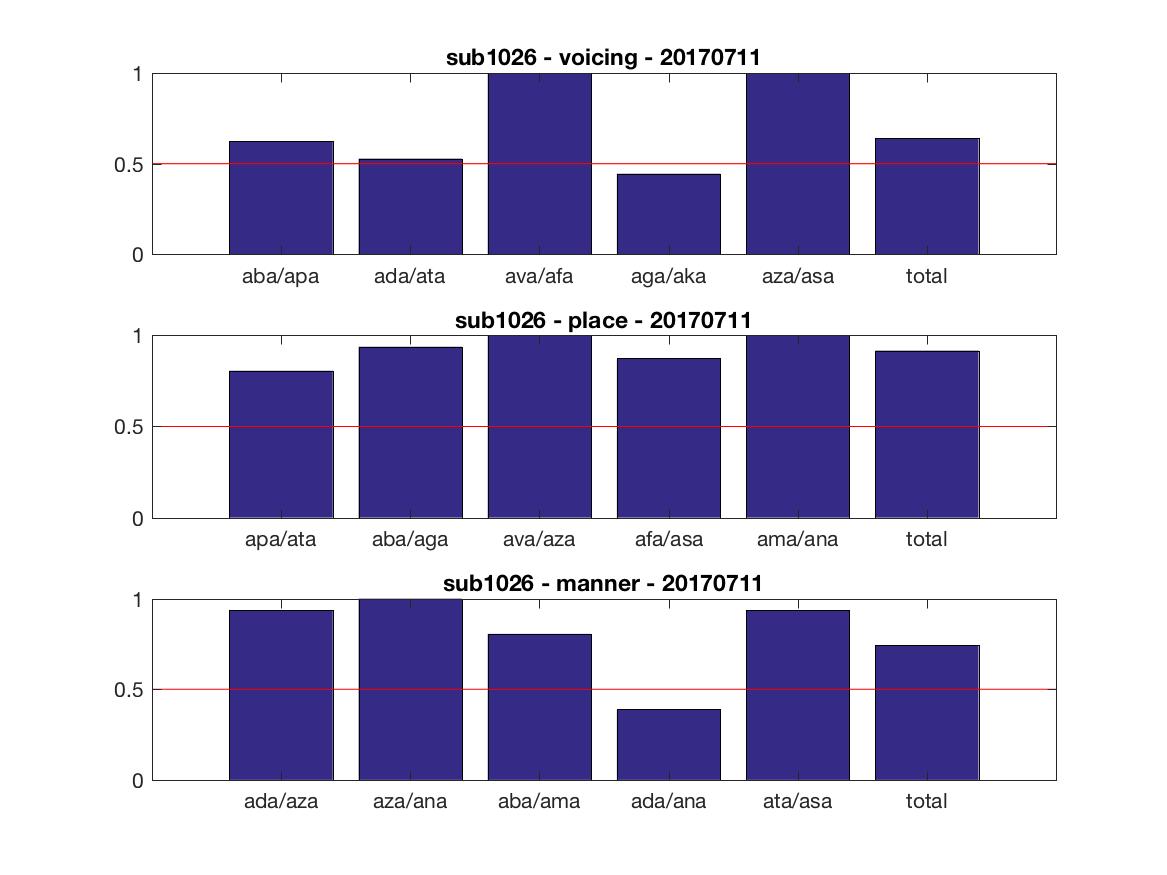 sub1026 - voicing - 20170711
1
0.5
0
aba/apa ada/ata ava/afa aga/aka aza/asa total
sub1026 - place - 20170711
1
0.5
0
apa/ata aba/aga ava/aza afa/asa ama/ana total
sub1026 - manner - 20170711
1
0.5
0
ada/aza aza/ana aba/ama ada/ana ata/asa total